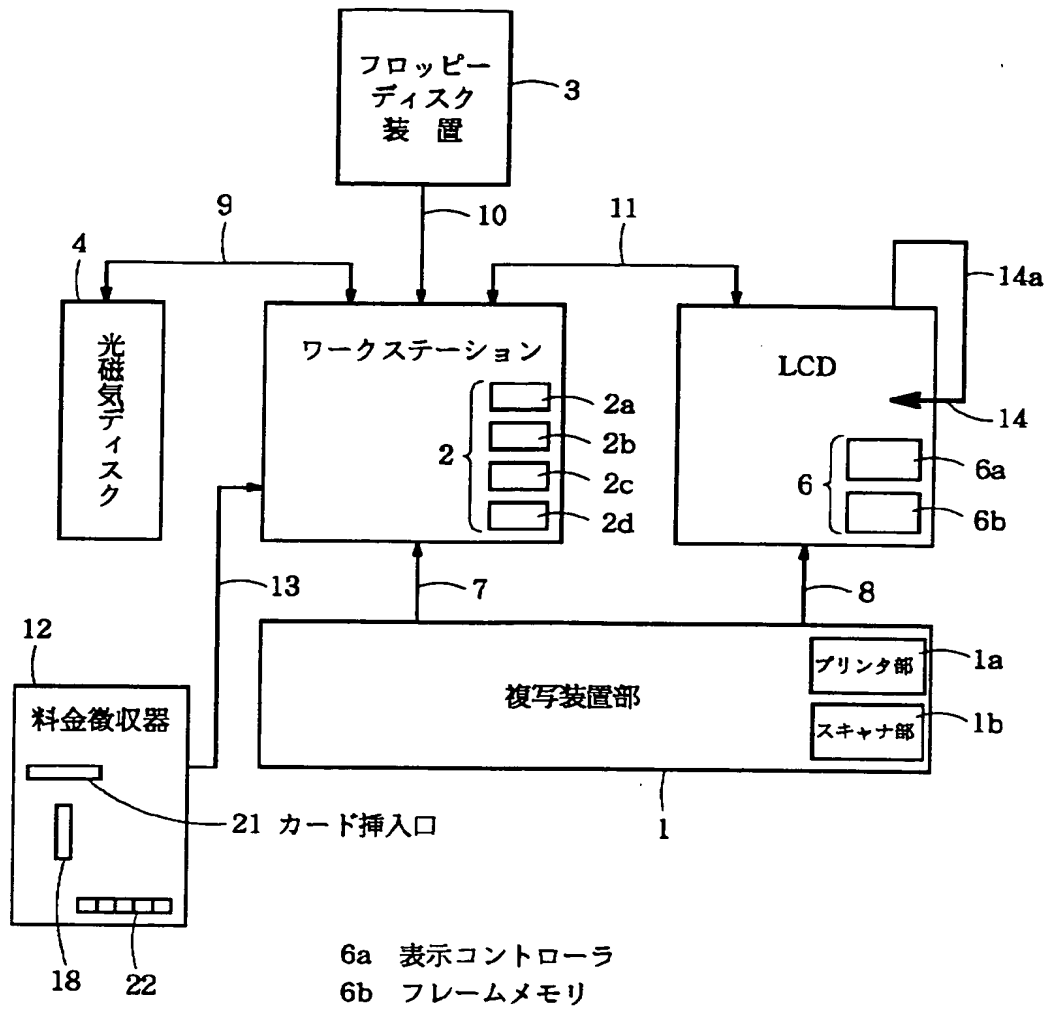 フロッピー
ディスク
装 置
3
9
10
11
4
14a
光磁気ディスク
ワークステーション
LCD
2a
14
2b
2
6a
2c
6
6b
2d
13
7
8
12
1a
プリンタ部
料金徴収器
複写装置部
1b
スキャナ部
21 カード挿入口
1
18
22
6a 表示コントローラ
6b フレームメモリ